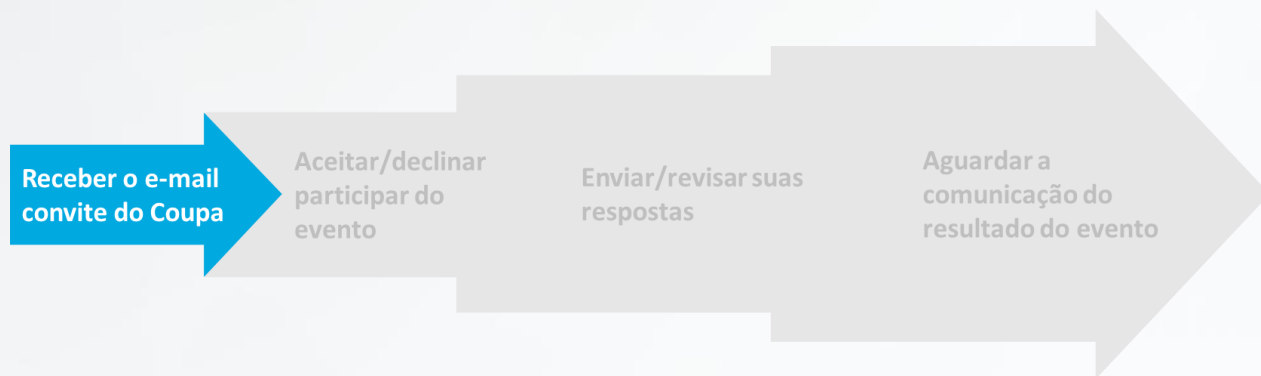 Receber o e-mail
convite do Coupa
Aceitar/declinar
participar do
evento
Enviar/revisar suas
respostas
Aguardar a
comunicação do
resultado do evento